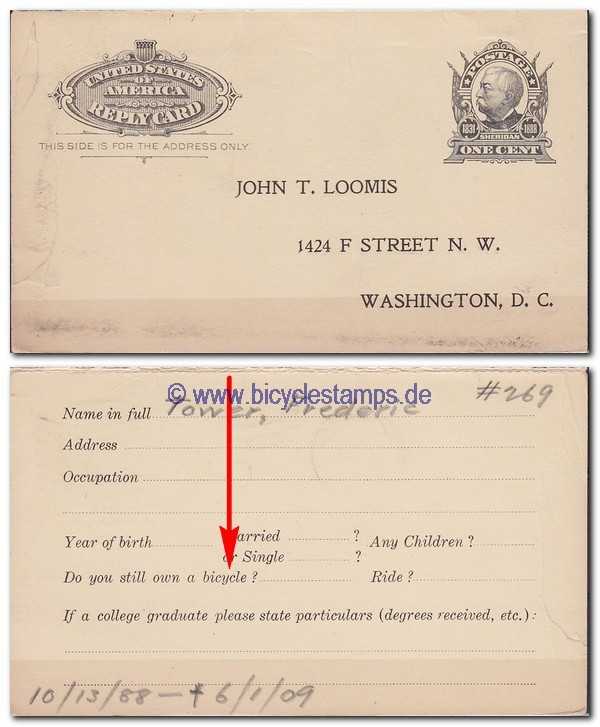 UNITED STATES
OF
AMERICA
REPLY CARD
THIS SIDE IS FOR THE ADDRESS ONLY.
POSTAGE
1831 1888
SHERIDAN
ONE CENT
JOHN T. LOOMIS
1424 F STREET N. W.
WASHINGTON, D. C.
© www.bicyclestamps.de
#269
Name in full Tower, Frederic
Address
Occupation
Year of birth arried ? Any Children ?
or Single ?
Do you still own a bicycle ? Ride ?
If a college graduate please state particulars (degrees received, etc.) :
10/13/88 — † 6/1/09